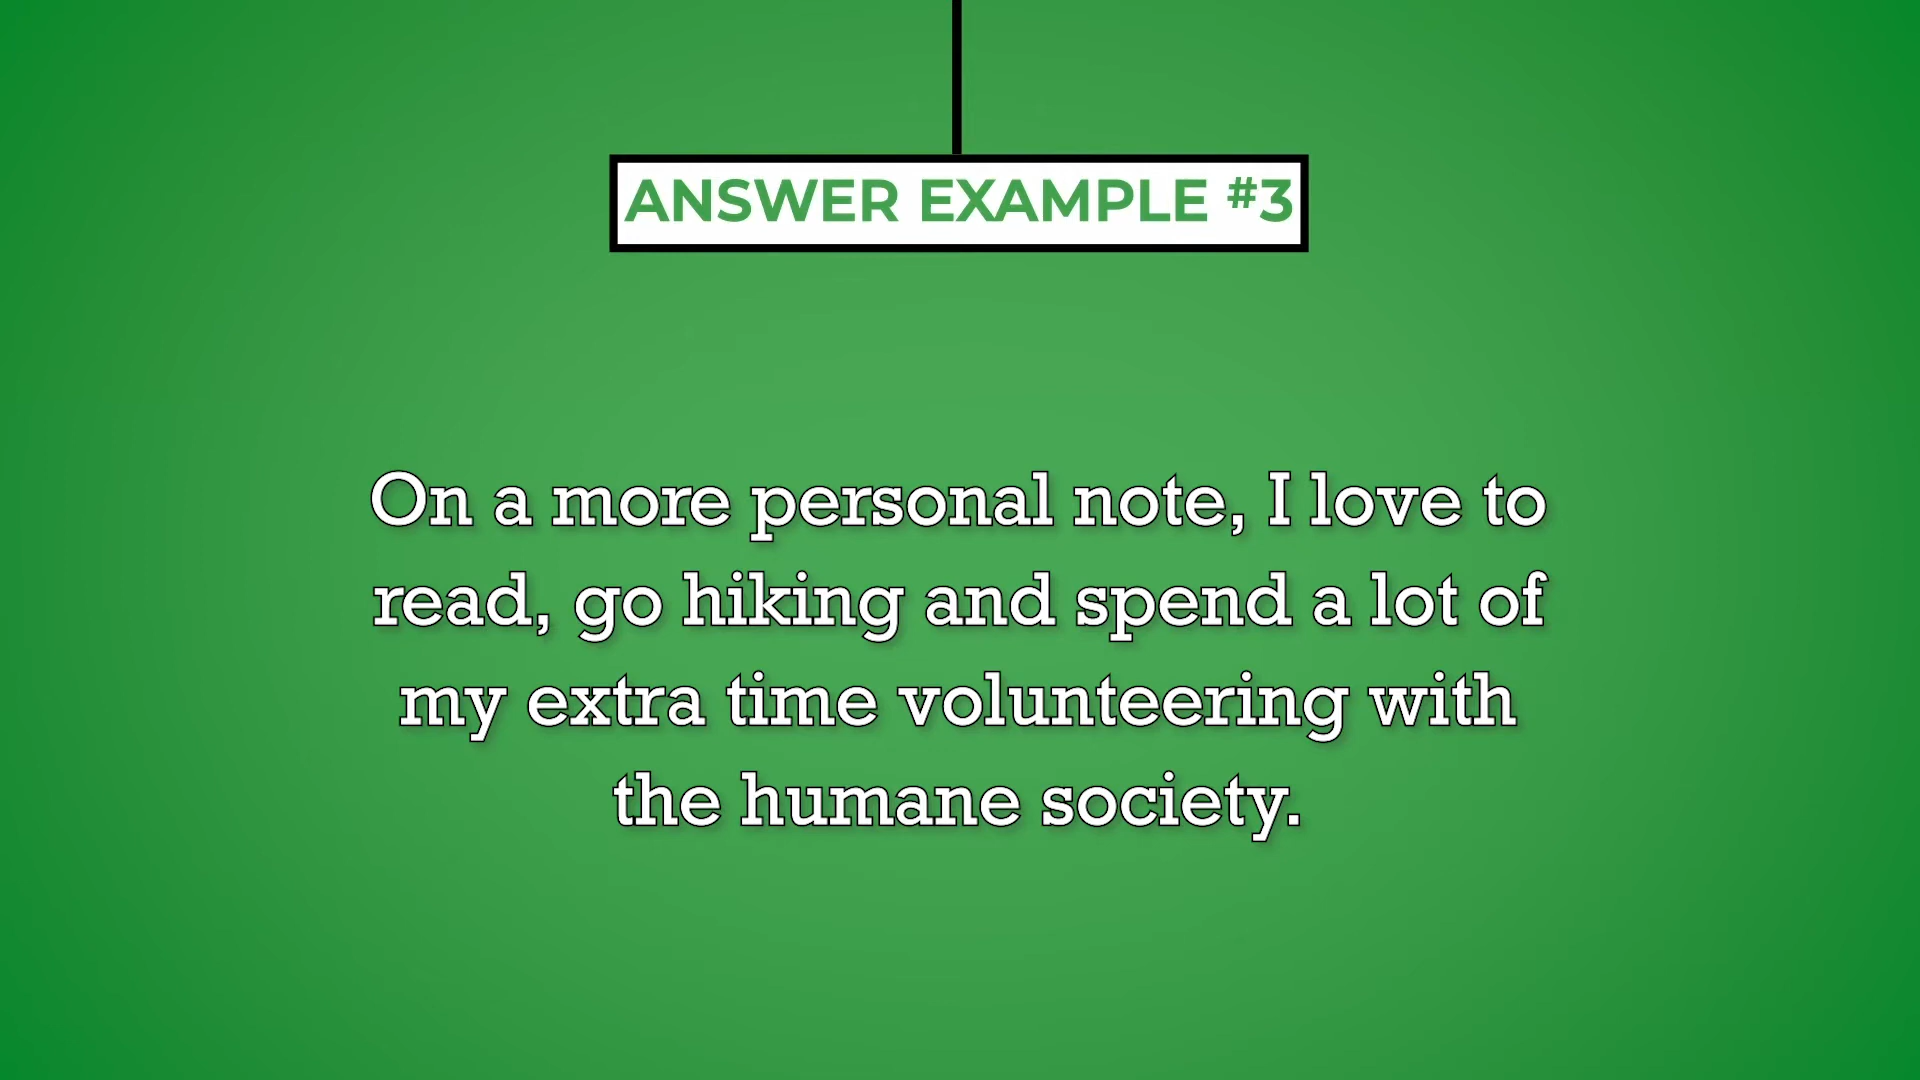 ANSWER EXAMPLE #3
On a more personal note, I love to
read, go hiking and spend a lot of
my extra time volunteering with
the humane society.